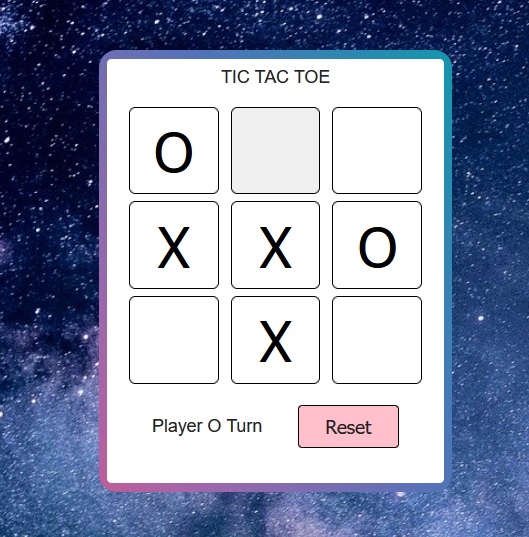 TIC TAC TOE
O
X X O
X
Player O Turn Reset